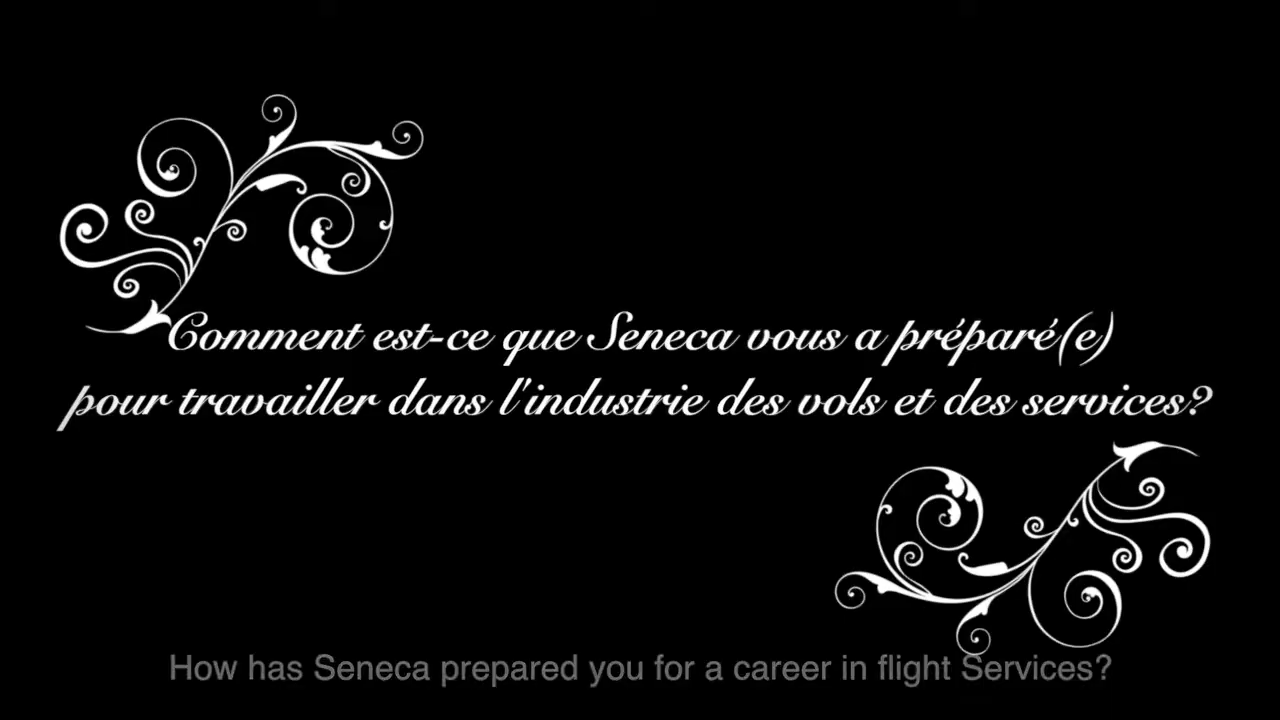 Comment est-ce que Seneca vous a préparé(e)
pour travailler dans l'industrie des vols et des services?
How has Seneca prepared you for a career in flight Services?